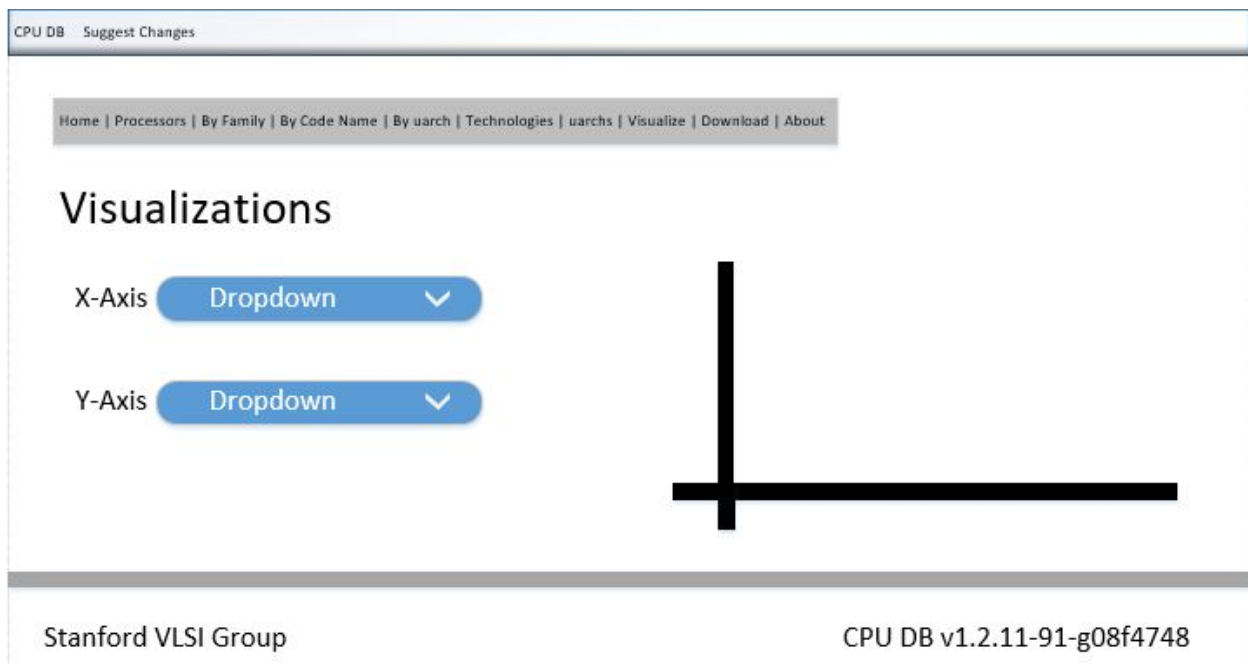 CPU DB Suggest Changes
Home | Processors | By Family | By Code Name | By uarch | Technologies | uarchs | Visualize | Download | About
Visualizations
X-Axis Dropdown
Y-Axis Dropdown
Stanford VLSI Group CPU DB v1.2.11-91-g08f4748